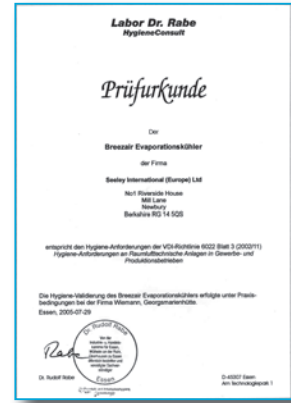 Labor Dr. Rabe
HygieneConsult
Prüfurkunde
Der
Breezair Evaporationskühler
der Firma
Seeley International (Europe) Ltd
No1 Riverside House
Mill Lane
Newbury
Berkshire RG 14 5QS
entspricht den Hygiene-Anforderungen der VDI-Richtlinie 6022 Blatt 3 (2002/11)
Hygiene-Anforderungen an Raumlufttechnische Anlagen in Gewerbe- und
Produktionsbetrieben
Die Hygiene-Validierung des Breezair Evaporationskühlers erfolgte unter Praxis-
bedingungen bei der Firma Wiemann, Georgsmarienhütte.
Essen, 2005-07-29
Dr. Rudolf Rabe
Essen
Rabe
Dr. Rudolf Rabe
D-45307 Essen
Am Technologiepark 1